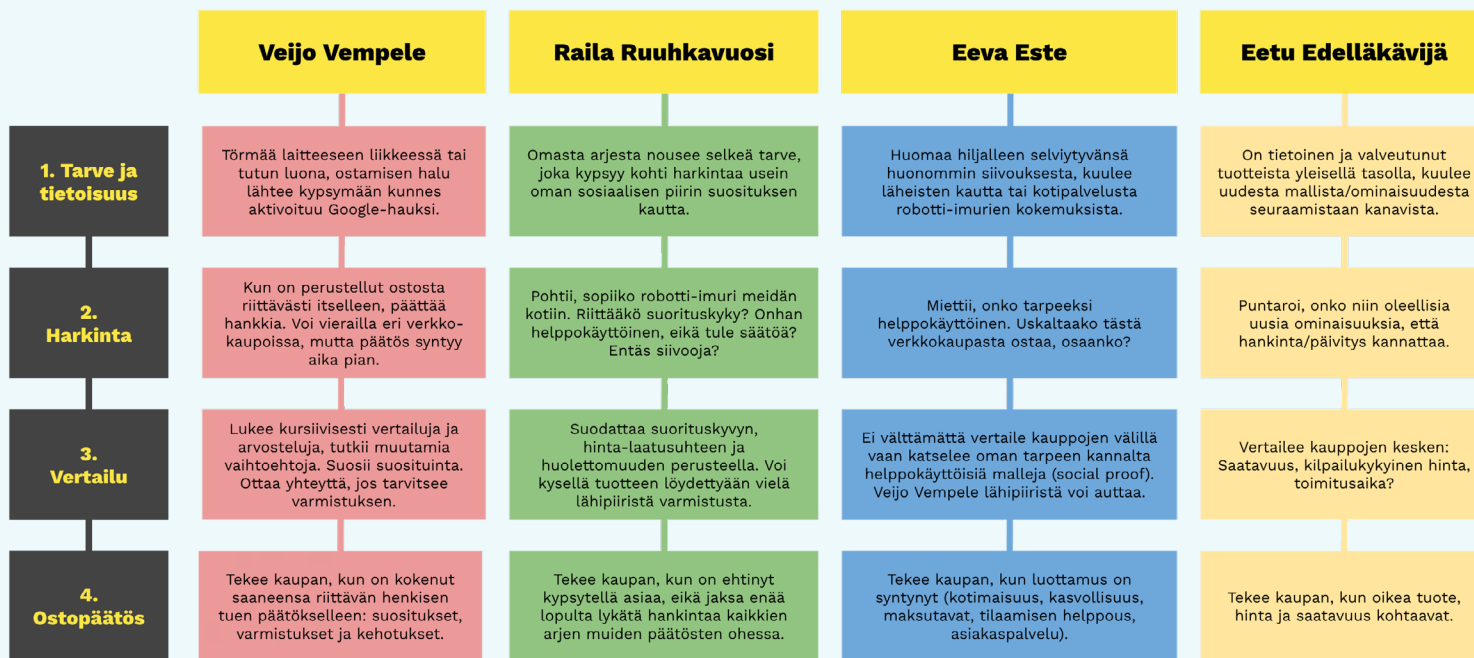 Veijo Vempele
Raila Ruuhkavuosi
Eeva Este
Eetu Edelläkävijä
1. Tarve ja
tietoisuus
Törmää laitteeseen liikkeessä tai
tutun luona, ostamisen halu
lähtee kypsymään kunnes
aktivoituu Google-hauksi.
Omasta arjesta nousee selkeä tarve,
joka kypsyy kohti harkintaa usein
oman sosiaalisen piirin suosituksen
kautta.
Huomaa hiljalleen selviytyvänsä
huonommin siivouksesta, kuulee
läheisten kautta tai kotipalvelusta
robotti-imurien kokemuksista.
On tietoinen ja valveutunut
tuotteista yleisellä tasolla, kuulee
uudesta mallista/ominaisuudesta
seuraamistaan kanavista.
2.
Harkinta
Kun on perustellut ostosta
riittävästi itselleen, päättää
hankkia. Voi vierailla eri verkko-
kaupoissa, mutta päätös syntyy
aika pian.
Pohtii, sopiiko robotti-imuri meidän
kotiin. Riittääkö suorituskyky? Onhan
helppokäyttöinen, eikä tule säätöä?
Entäs siivooja?
Miettii, onko tarpeeksi
helppokäyttöinen. Uskaltaako tästä
verkkokaupasta ostaa, osaanko?
Puntaroi, onko niin oleellisia
uusia ominaisuuksia, että
hankinta/päivitys kannattaa.
3.
Vertailu
Lukee kursiivisesti vertailuja ja
arvosteluja, tutkii muutamia
vaihtoehtoja. Suosii suosituinta.
Ottaa yhteyttä, jos tarvitsee
varmistuksen.
Suodattaa suorituskyvyn,
hinta-laatusuhteen ja
huolettomuuden perusteella. Voi
kysellä tuotteen löydettyään vielä
lähipiiristä varmistusta.
Ei välttämättä vertaile kauppojen välillä
vaan katselee oman tarpeen kannalta
helppokäyttöisiä malleja (social proof).
Veijo Vempele lähipiiristä voi auttaa.
Vertailee kauppojen kesken:
Saatavuus, kilpailukykyinen hinta,
toimitusaika?
4.
Ostopäätös
Tekee kaupan, kun on kokenut
saaneensa riittävän henkisen
tuen päätökselleen: suositukset,
varmistukset ja kehotukset.
Tekee kaupan, kun on ehtinyt
kypsytellä asiaa, eikä jaksa enää
lopulta lykätä hankintaa kaikkien
arjen muiden päätösten ohessa.
Tekee kaupan, kun luottamus on
syntynyt (kotimaisuus, kasvollisuus,
maksutavat, tilaamisen helppous,
asiakaspalvelu).
Tekee kaupan, kun oikea tuote,
hinta ja saatavuus kohtaavat.